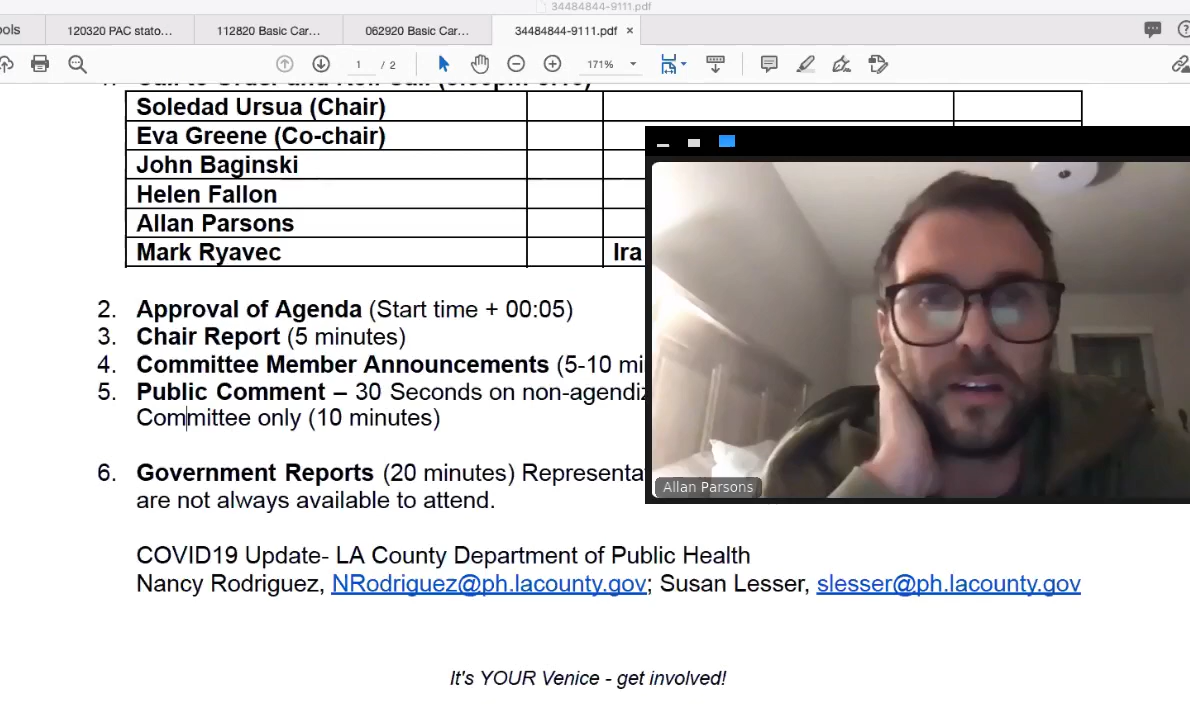 34484844-9111.pdf
ools
120320 PAC stato...
112820 Basic Car...
062920 Basic Car...
34484844-9111.pdf ×
1 / 2
171%
Soledad Ursua (Chair)
Eva Greene (Co-chair)
John Baginski
Helen Fallon
Allan Parsons
Mark Ryavec
Ira
2. Approval of Agenda (Start time + 00:05)
3. Chair Report (5 minutes)
4. Committee Member Announcements (5-10 mi
5. Public Comment – 30 Seconds on non-agendiz
Committee only (10 minutes)
6. Government Reports (20 minutes) Representa
are not always available to attend.
Allan Parsons
COVID19 Update- LA County Department of Public Health
Nancy Rodriguez, NRodriguez@ph.lacounty.gov; Susan Lesser, slesser@ph.lacounty.gov
It's YOUR Venice - get involved!